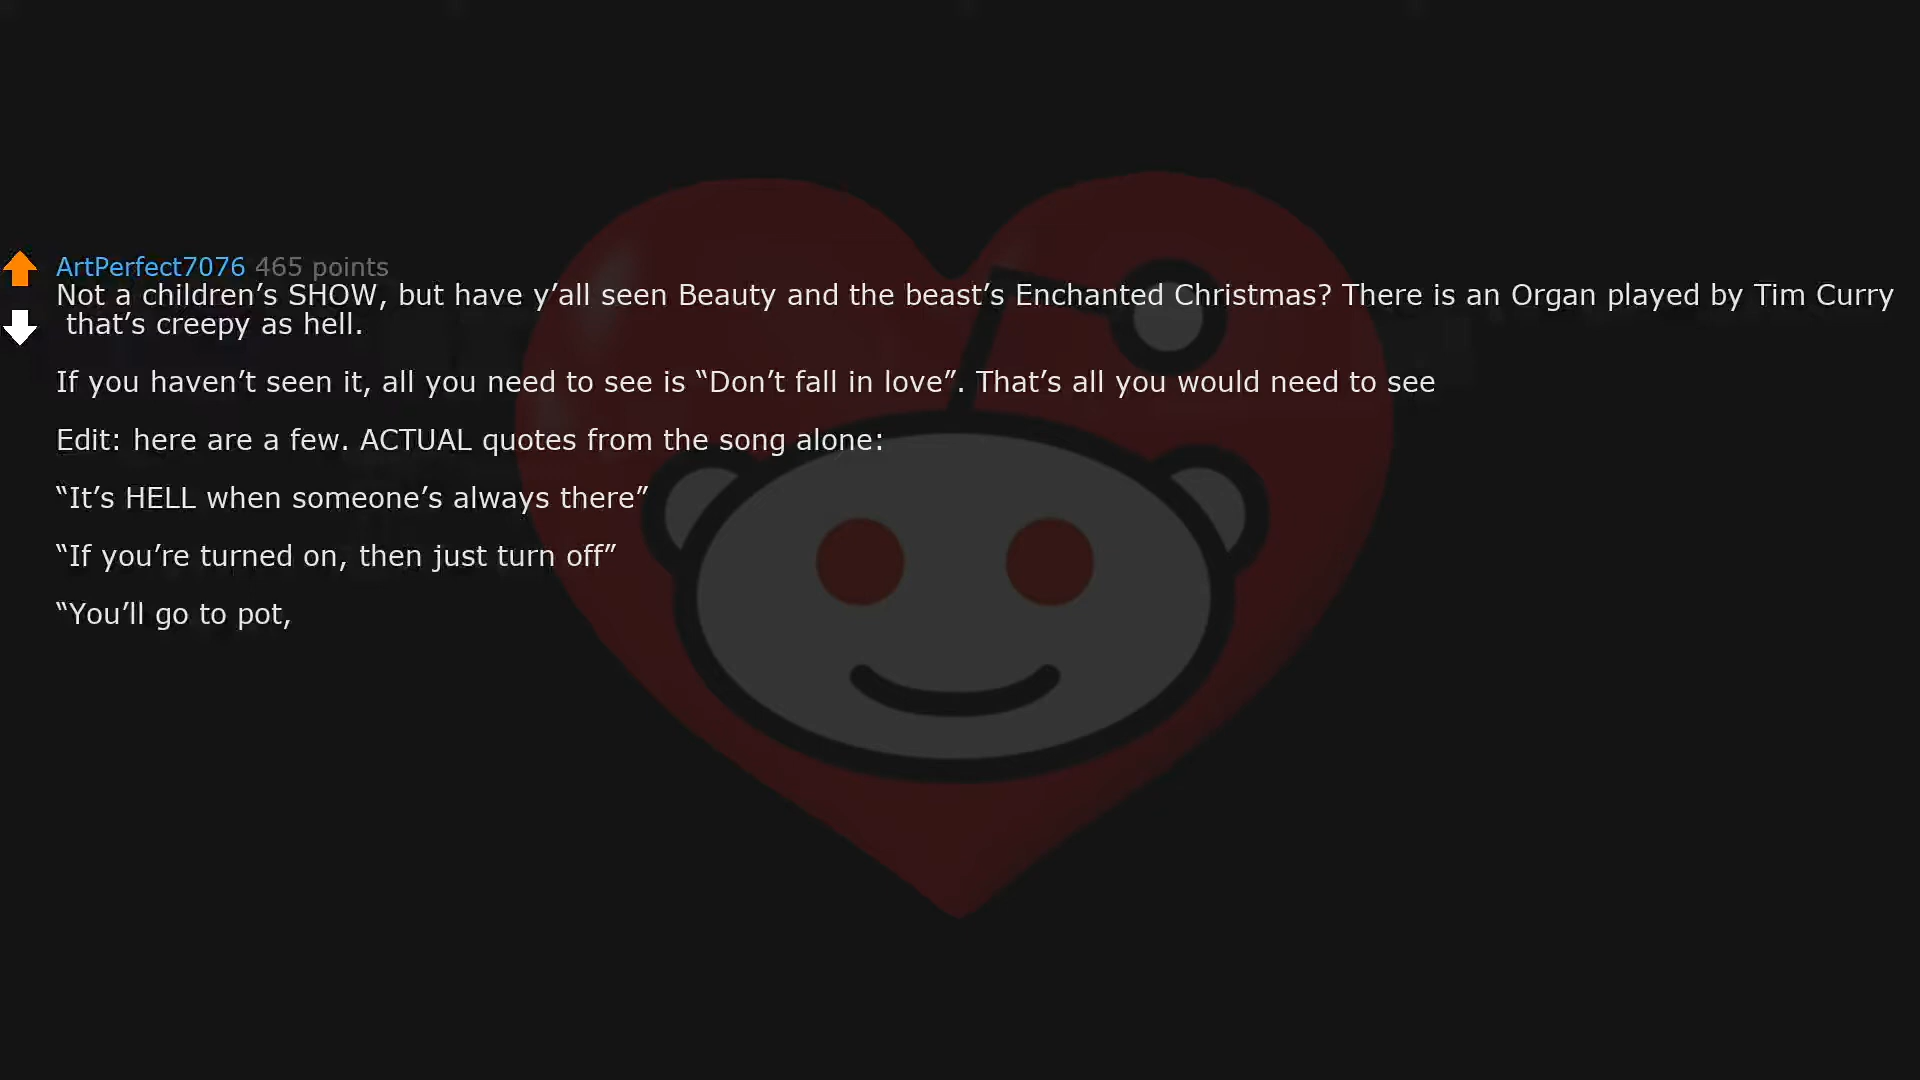 ArtPerfect7076 465 points
Not a children’s SHOW, but have y’all seen Beauty and the beast’s Enchanted Christmas? There is an Organ played by Tim Curry
that’s creepy as hell.
If you haven’t seen it, all you need to see is “Don’t fall in love”. That’s all you would need to see
Edit: here are a few. ACTUAL quotes from the song alone:
“It’s HELL when someone’s always there”
“If you’re turned on, then just turn off”
“You’ll go to pot,